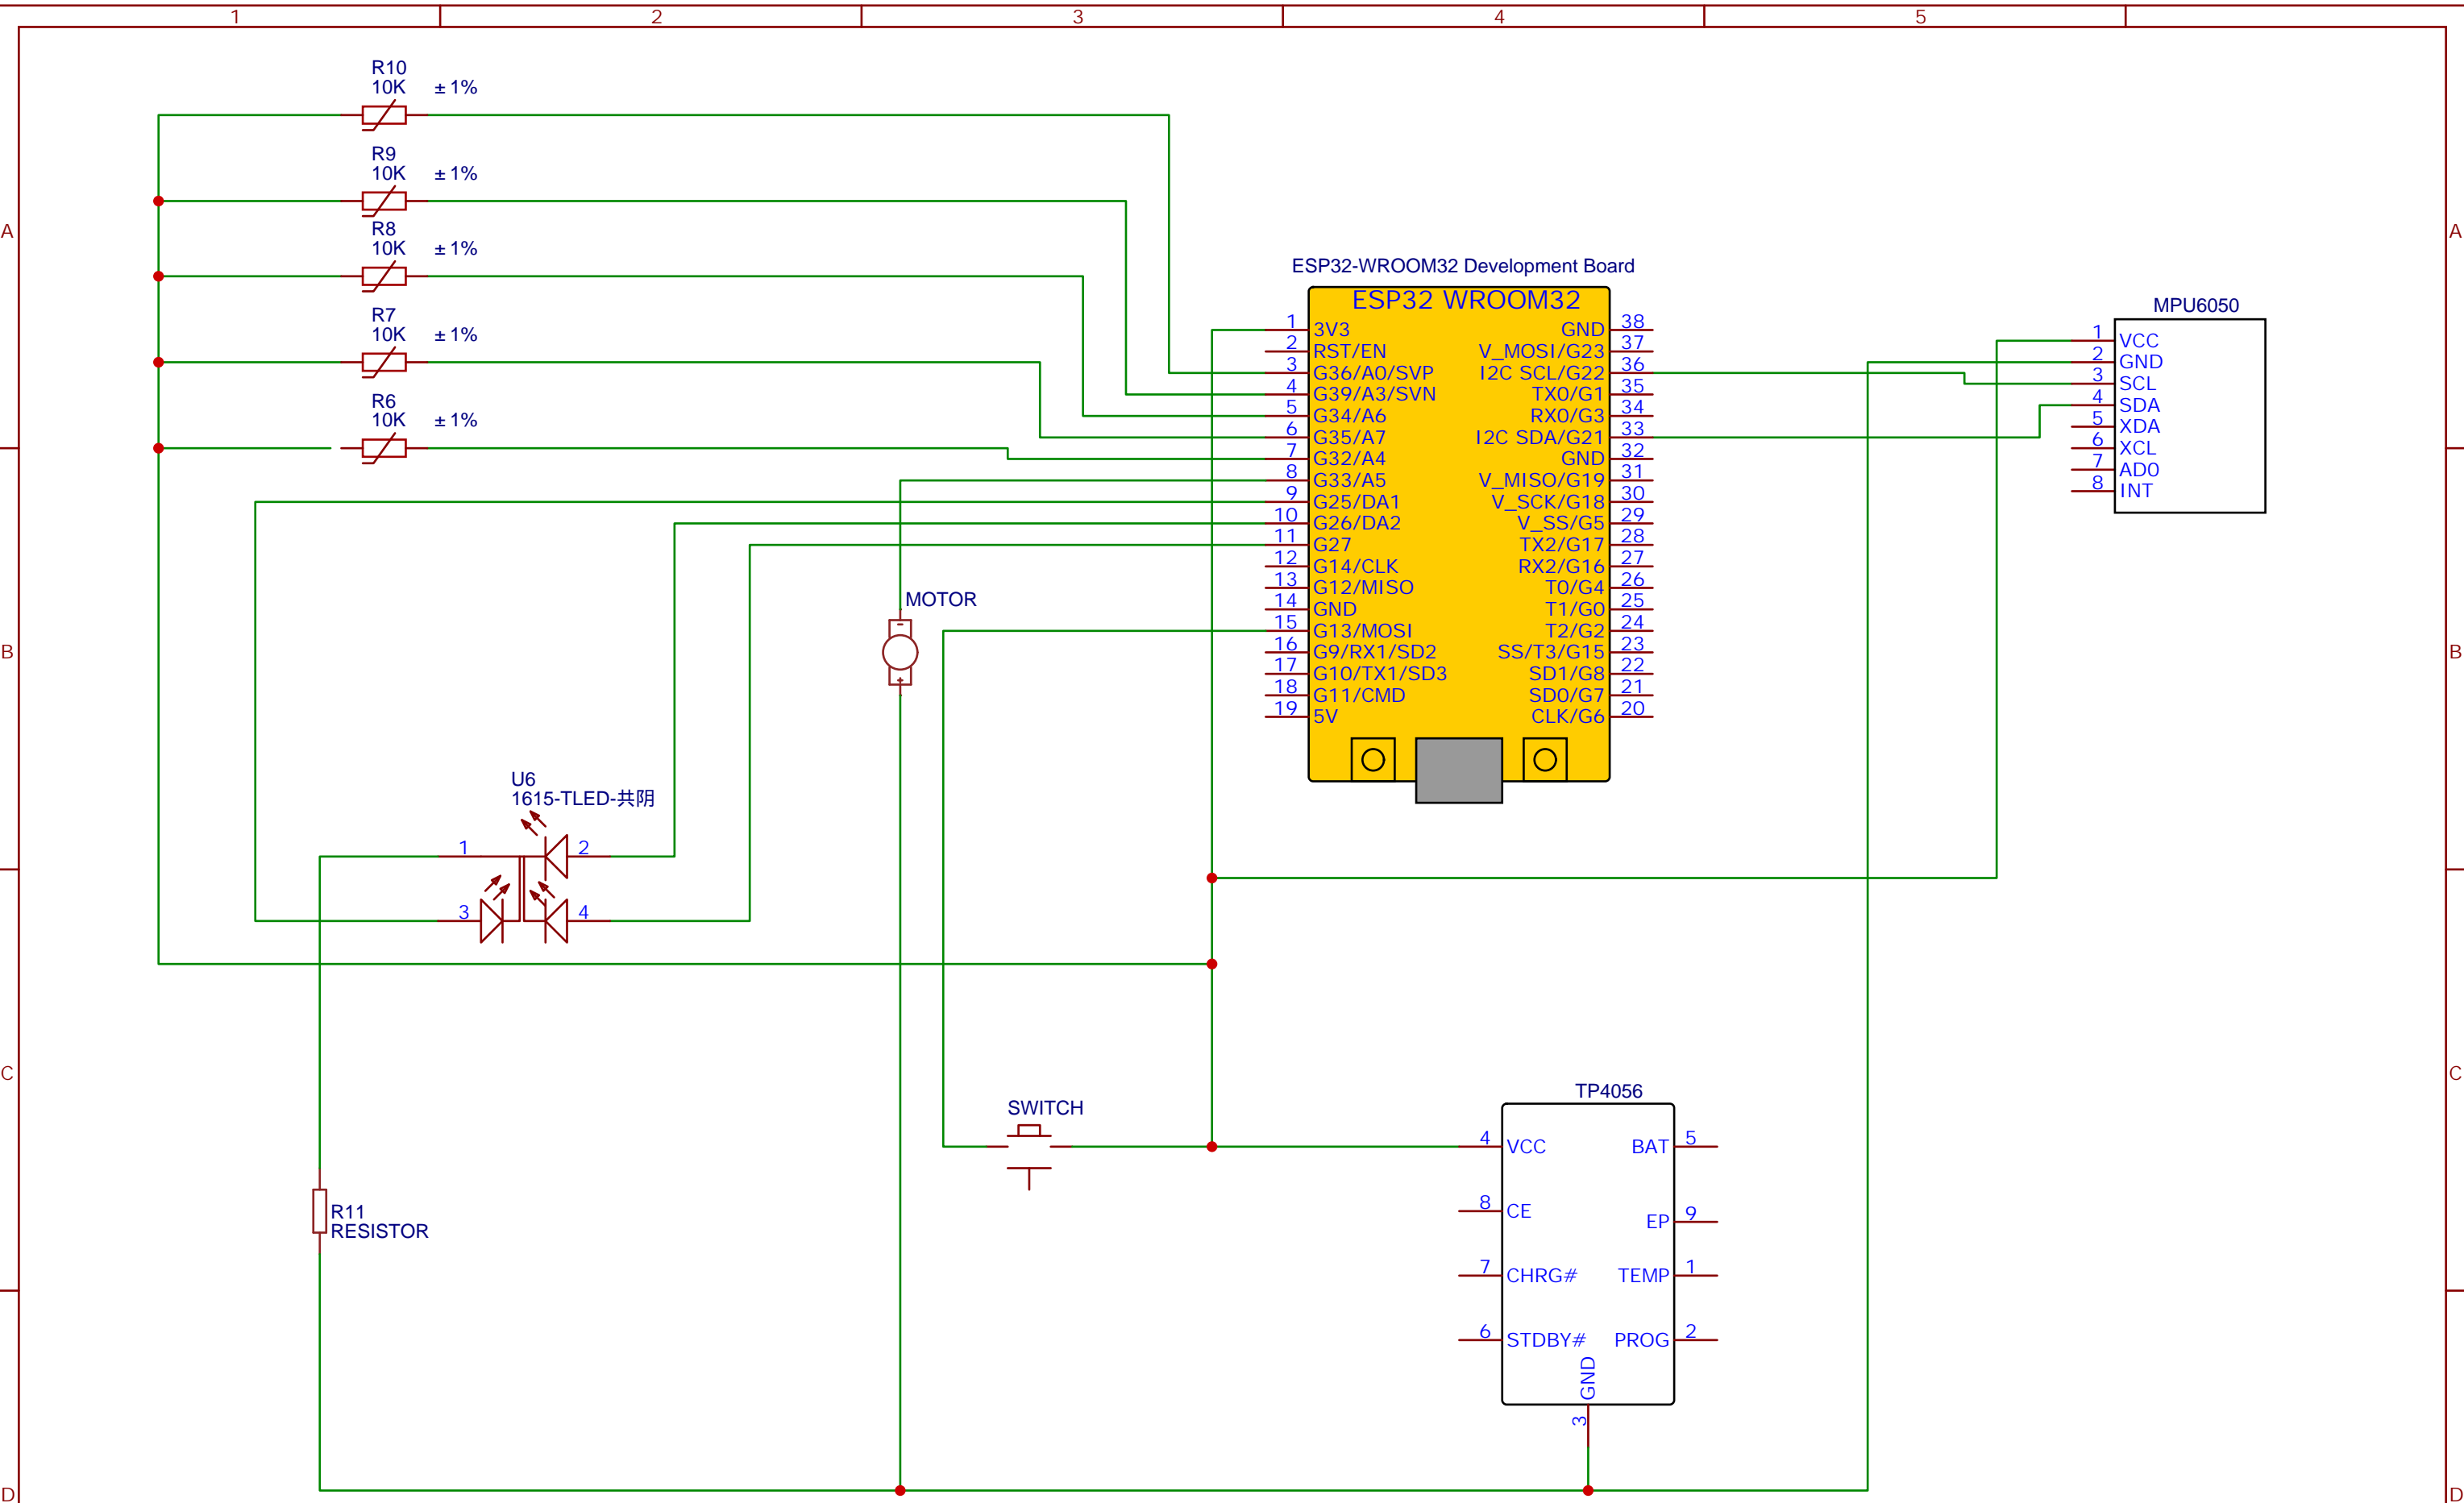 1 2 3 4 5
R10
10K ±1%
R9
10K ±1%
A A
R8
10K ±1%
R7
10K ±1%
R6
10K ±1%
ESP32-WROOM32 Development Board
ESP32 WROOM32
1 3V3 GND 38
2 RST/EN V_MOSI/G23 37
3 G36/A0/SVP I2C SCL/G22 36
4 G39/A3/SVN TX0/G1 35
5 G34/A6 RX0/G3 34
6 G35/A7 I2C SDA/G21 33
7 G32/A4 GND 32
8 G33/A5 V_MISO/G19 31
9 G25/DA1 V_SCK/G18 30
10 G26/DA2 V_SS/G5 29
11 G27 TX2/G17 28
12 G14/CLK RX2/G16 27
13 G12/MISO T0/G4 26
14 GND T1/G0 25
15 G13/MOSI T2/G2 24
16 G9/RX1/SD2 SS/T3/G15 23
17 G10/TX1/SD3 SD1/G8 22
18 G11/CMD SD0/G7 21
19 5V CLK/G6 20
MPU6050
1 VCC
2 GND
3 SCL
4 SDA
5 XDA
6 XCL
7 AD0
8 INT
MOTOR
-
+
B B
U6
1615-TLED-共阴
1 2
3 4
C C
SWITCH
TP4056
4 VCC BAT 5
8 CE EP 9
7 CHRG# TEMP 1
6 STDBY# PROG 2
GND
3
R11
RESISTOR
D D